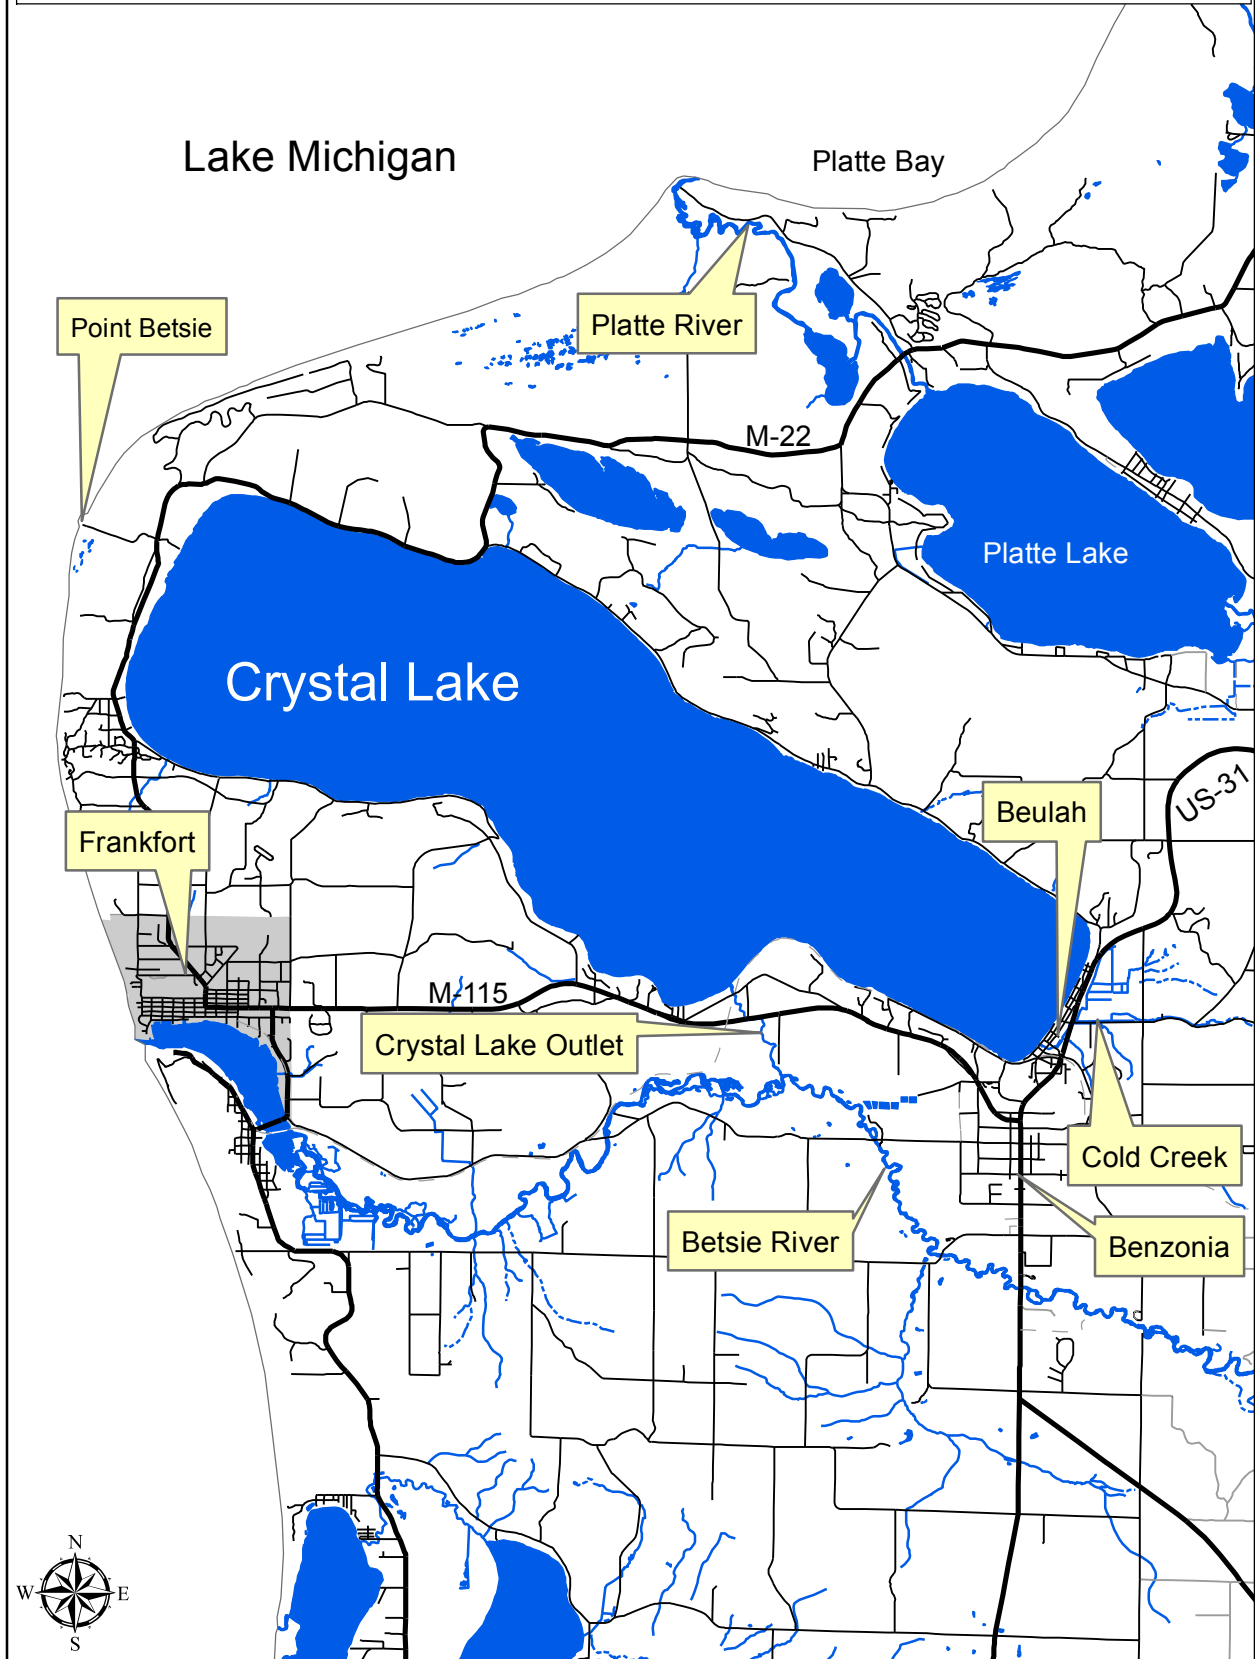 Lake Michigan
Platte Bay
Point Betsie
Platte River
M-22
Platte Lake
Crystal Lake
US-31
Beulah
Frankfort
M-115
Crystal Lake Outlet
Cold Creek
Betsie River
Benzonia
N
W
E
S